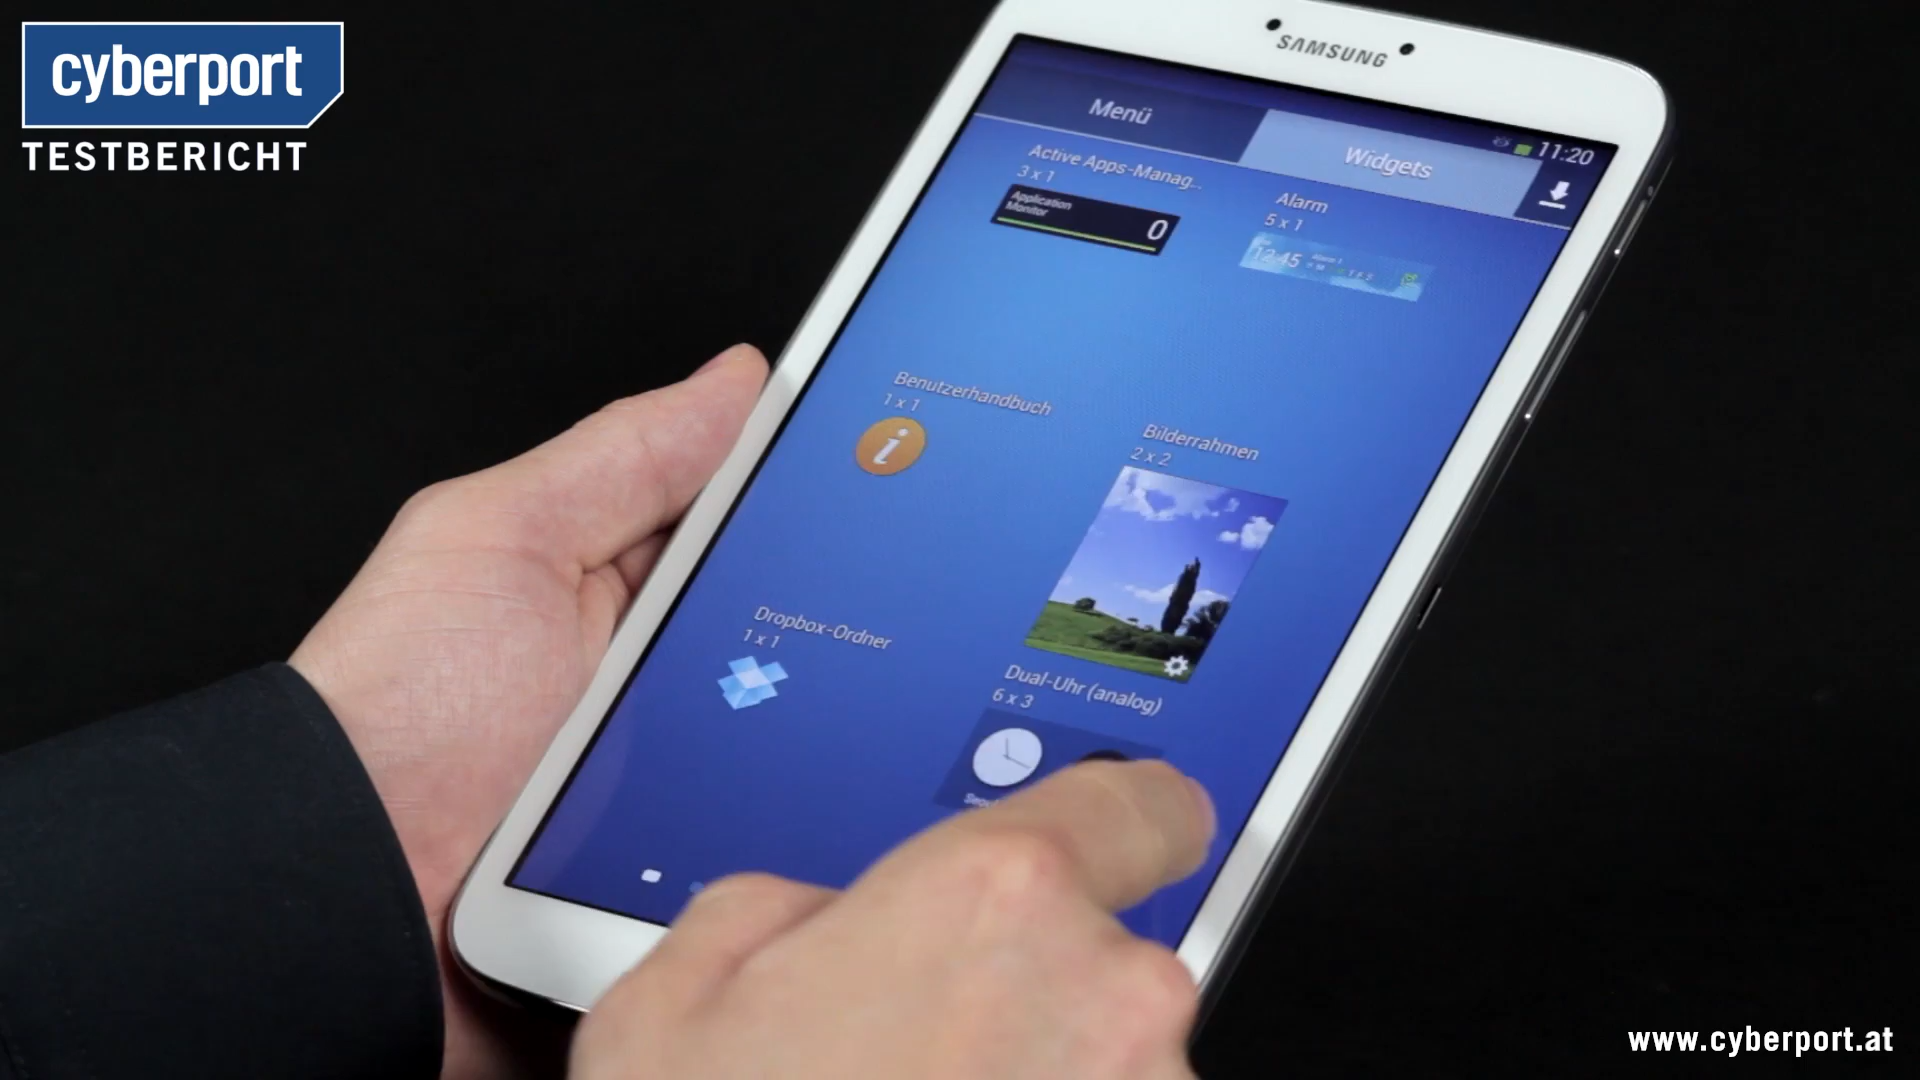 cyberport
TESTBERICHT
SAMSUNG
11:20
Menü
Widgets
Active Apps-Manag...
3 x 1
Application
Monitor
0
Alarm
5 x 1
12:45
Alarm 1
Benutzerhandbuch
1 x 1
i
Bilderrahmen
2 x 2
Dropbox-Ordner
1 x 1
Dual-Uhr (analog)
6 x 3
www.cyberport.at